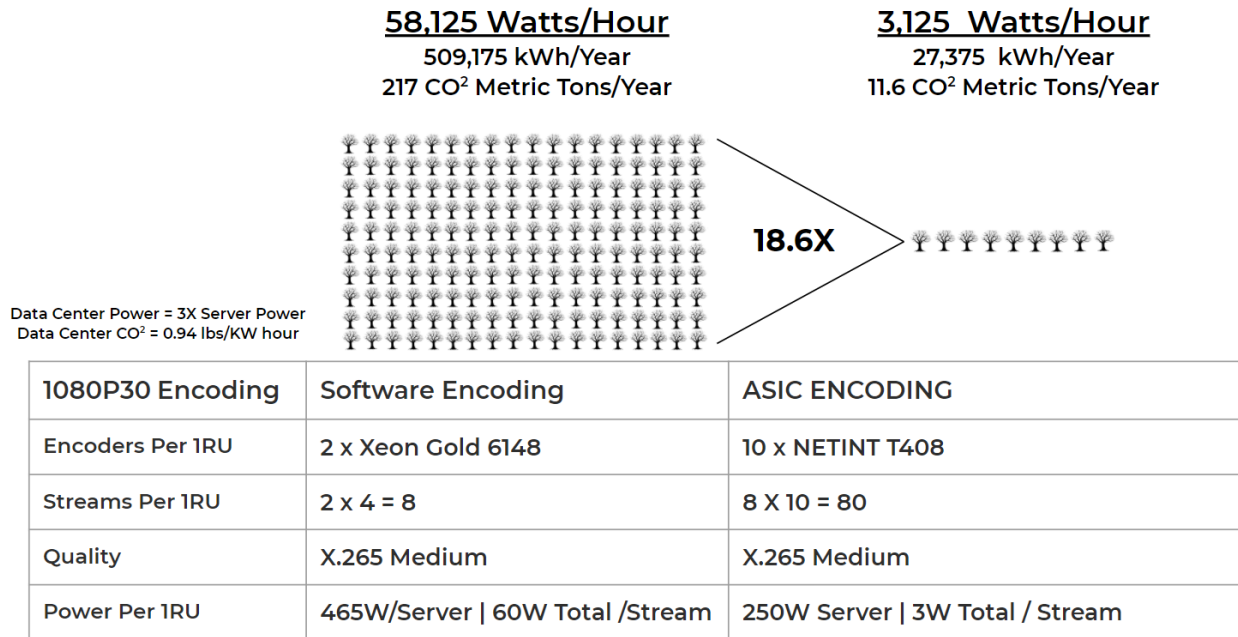 58,125 Watts/Hour
509,175 kWh/Year
217 CO² Metric Tons/Year
3,125 Watts/Hour
27,375 kWh/Year
11.6 CO² Metric Tons/Year
18.6X
Data Center Power = 3X Server Power
Data Center CO² = 0.94 lbs/KW hour
1080P30 Encoding
Software Encoding
ASIC ENCODING
Encoders Per 1RU
2 x Xeon Gold 6148
10 x NETINT T408
Streams Per 1RU
2 x 4 = 8
8 X 10 = 80
Quality
X.265 Medium
X.265 Medium
Power Per 1RU
465W/Server | 60W Total /Stream
250W Server | 3W Total / Stream